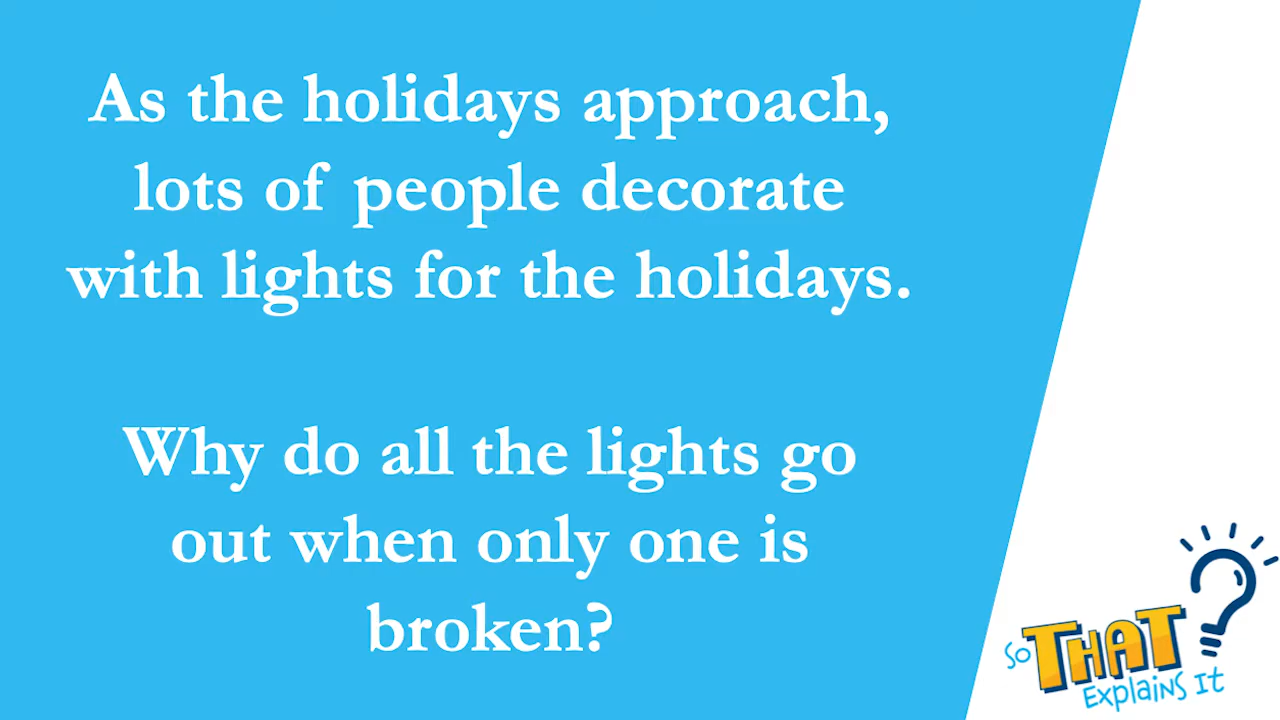 As the holidays approach,
lots of people decorate
with lights for the holidays.
Why do all the lights go
out when only one is
broken?
So
THAT
Explains It